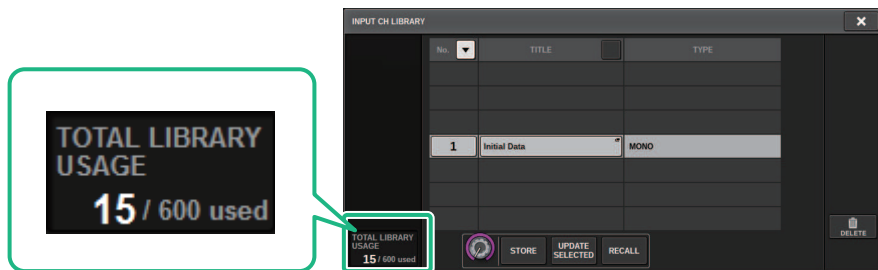 INPUT CH LIBRARY
No. TITLE TYPE
TOTAL LIBRARY
USAGE
15 / 600 used
1 Initial Data MONO
TOTAL LIBRARY
USAGE
15 / 600 used
STORE UPDATE SELECTED RECALL
DELETE